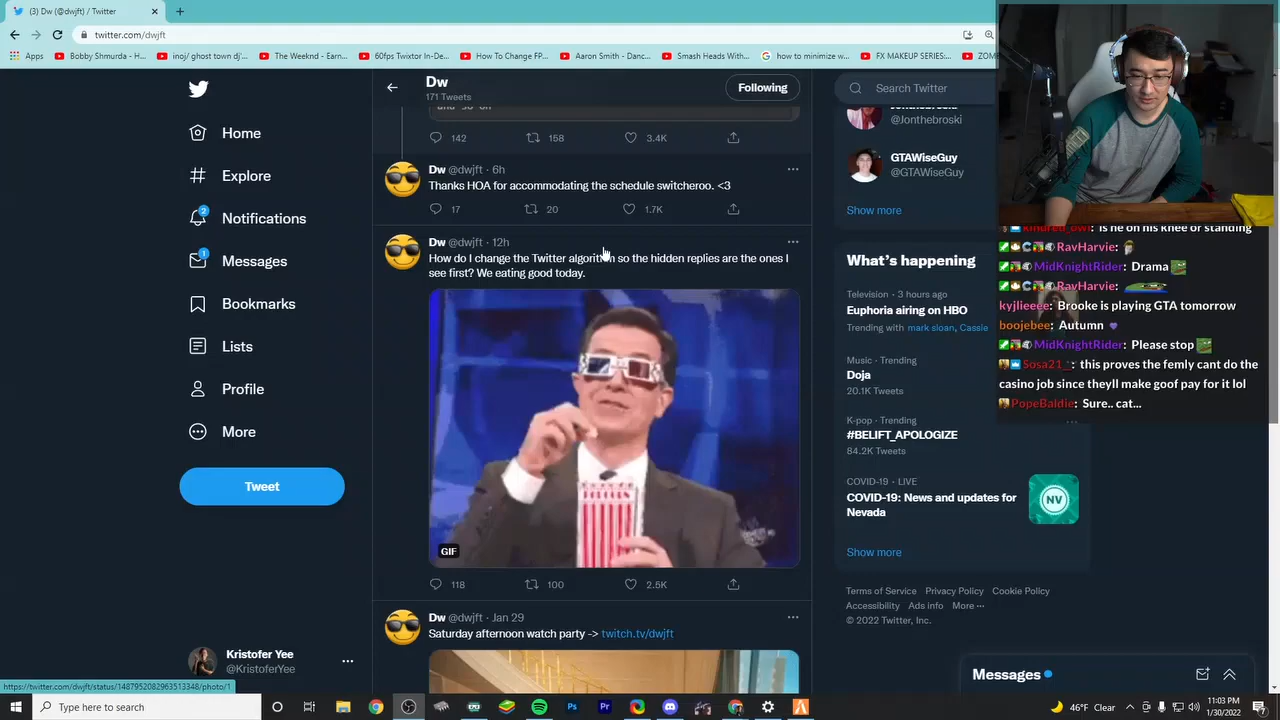 (3) Dw (@dwjft) / Twitter
twitter.com/dwjft
Apps
Bobby Shmurda - H...
inoj/ ghost town dj'...
The Weeknd - Earn...
60fps Twixtor In-De...
How To Change FP...
Aaron Smith - Danc...
Smash Heads With...
how to minimize w...
FX MAKEUP SERIES:...
ZOM
Home
Explore
2
Notifications
1
Messages
Bookmarks
Lists
Profile
More
Tweet
Kristofer Yee
@KristoferYee
https://twitter.com/dwjft/status/1487952082963513348/photo/1
Dw
171 Tweets
Following
142 158 3.4K
Dw @dwjft · 6h
Thanks HOA for accommodating the schedule switcheroo. <3
17 20 1.7K
Dw @dwjft · 12h
How do I change the Twitter algorithm so the hidden replies are the ones I
see first? We eating good today.
GIF
118 100 2.5K
Dw @dwjft · Jan 29
Saturday afternoon watch party -> twitch.tv/dwjft
Search Twitter
@Jonthebroski
GTAWiseGuy
@GTAWiseGuy
Show more
What's happening
Television · 3 hours ago
Euphoria airing on HBO
Trending with mark sloan, Cassie
Music · Trending
Doja
20.1K Tweets
K-pop · Trending
#BELIFT_APOLOGIZE
84.2K Tweets
COVID-19 · LIVE
COVID-19: News and updates for
Nevada
NV
Show more
Terms of Service Privacy Policy Cookie Policy
Accessibility Ads info More ···
© 2022 Twitter, Inc.
Messages
kindred_owl: is he on his knee or standing
RavHarvie:
MidKnightRider: Drama
RavHarvie:
kyjlieeee: Brooke is playing GTA tomorrow
boojebee: Autumn
MidKnightRider: Please stop
Sosa21_: this proves the femly cant do the
casino job since theyll make goof pay for it lol
PopeBaldie: Sure.. cat...
Type here to search
46°F Clear
11:03 PM
1/30/2022